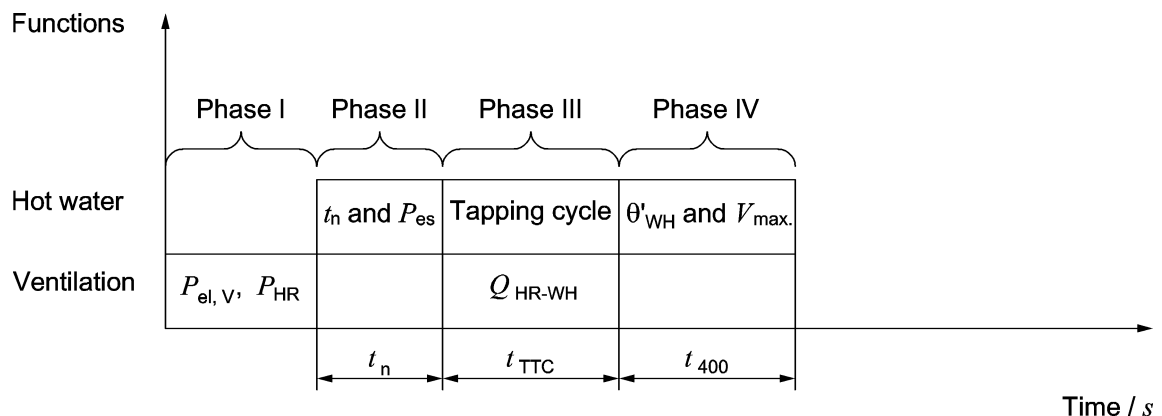 Functions
Phase I Phase II Phase III Phase IV
Hot water tn and Pes Tapping cycle θ'WH and Vmax.
Ventilation Pel, V, PHR QHR-WH
tn tTTC t400
Time / s